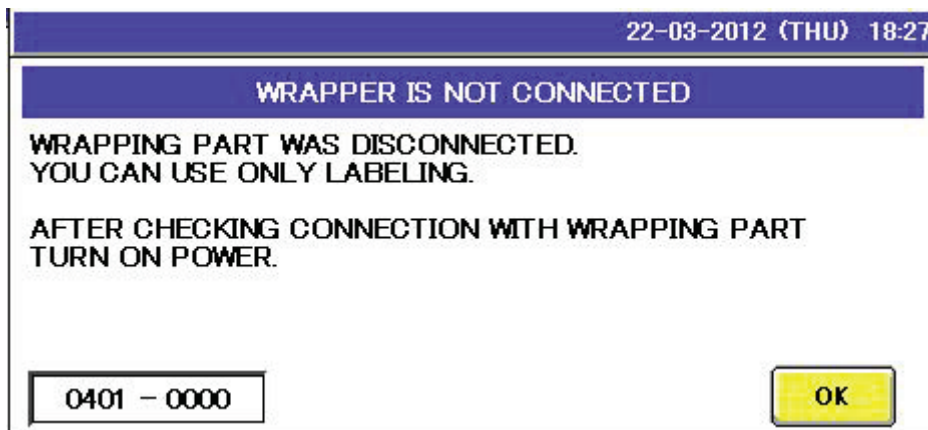 22-03-2012 (THU) 18:27
WRAPPER IS NOT CONNECTED
WRAPPING PART WAS DISCONNECTED.
YOU CAN USE ONLY LABELING.
AFTER CHECKING CONNECTION WITH WRAPPING PART
TURN ON POWER.
0401 - 0000
OK